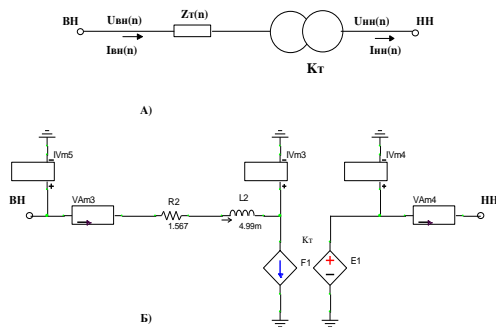 ВН
Uвн(n)
Zт(n)
Uнн(n)
НН
Iвн(n)
Iнн(n)
Kт
А)
IVm5
IVm3
IVm4
ВН
VAm3
R2
L2
VAm4
НН
1.567
4.99m
Kт
F1
E1
Б)